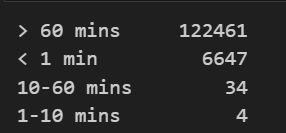 > 60 mins 122461
< 1 min 6647
10-60 mins 34
1-10 mins 4